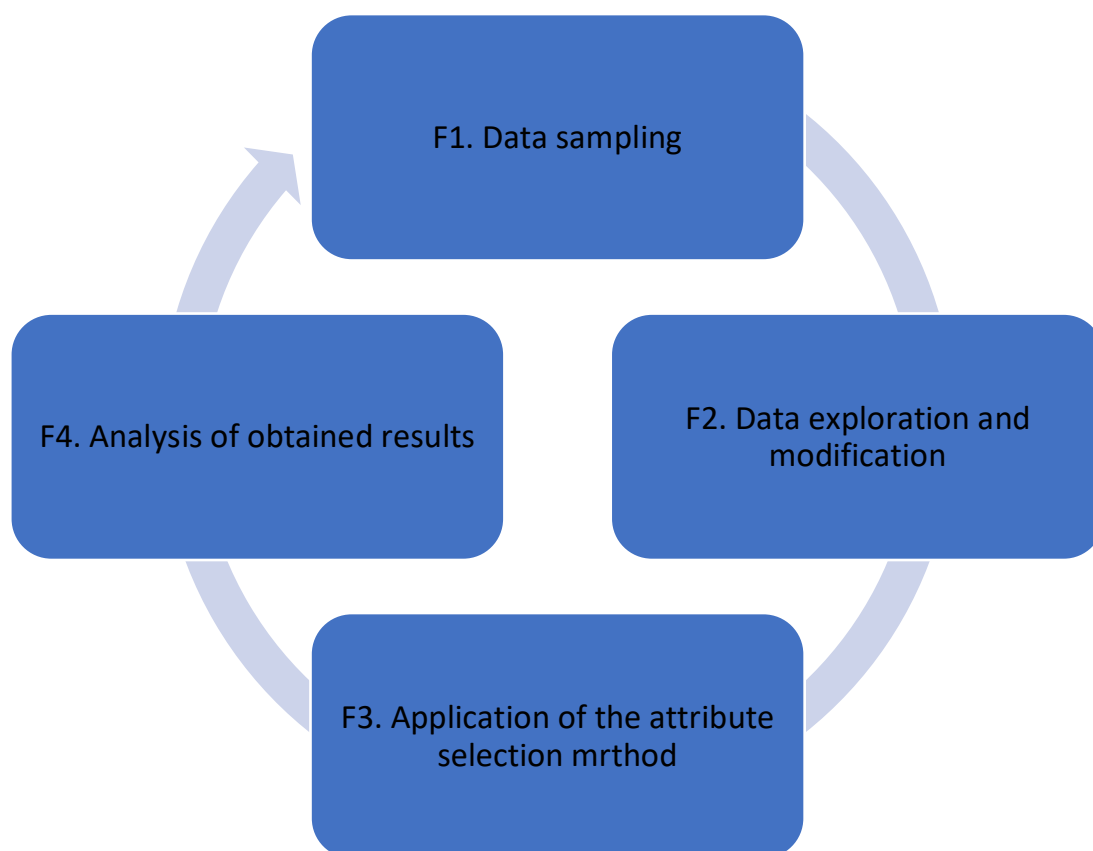 F1. Data sampling
F2. Data exploration and
modification
F3. Application of the attribute
selection mrthod
F4. Analysis of obtained results